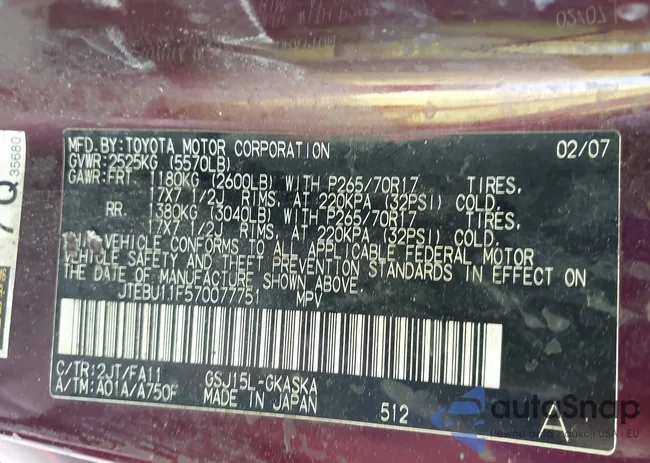 70120
35680
Q
MFD.BY:TOYOTA MOTOR CORPORATION 02/07
GVWR:2525KG (5570LB)
GAWR:FRT. 1180KG (2600LB) WITH P265/70R17 TIRES,
17X7 1/2J RIMS, AT 220KPA (32PSI) COLD.
RR. 1380KG (3040LB) WITH P265/70R17 TIRES,
17X7 1/2J RIMS, AT 220KPA (32PSI) COLD.
THIS VEHICLE CONFORMS TO ALL APPLICABLE FEDERAL MOTOR
VEHICLE SAFETY AND THEFT PREVENTION STANDARDS IN EFFECT ON
THE DATE OF MANUFACTURE SHOWN ABOVE.
JTEBU11F570077751 MPV
C/TR:2JT/FA11 GSJ15L-GKASKA
A/TM:A01A/A750F MADE IN JAPAN 512 A
autoSnap